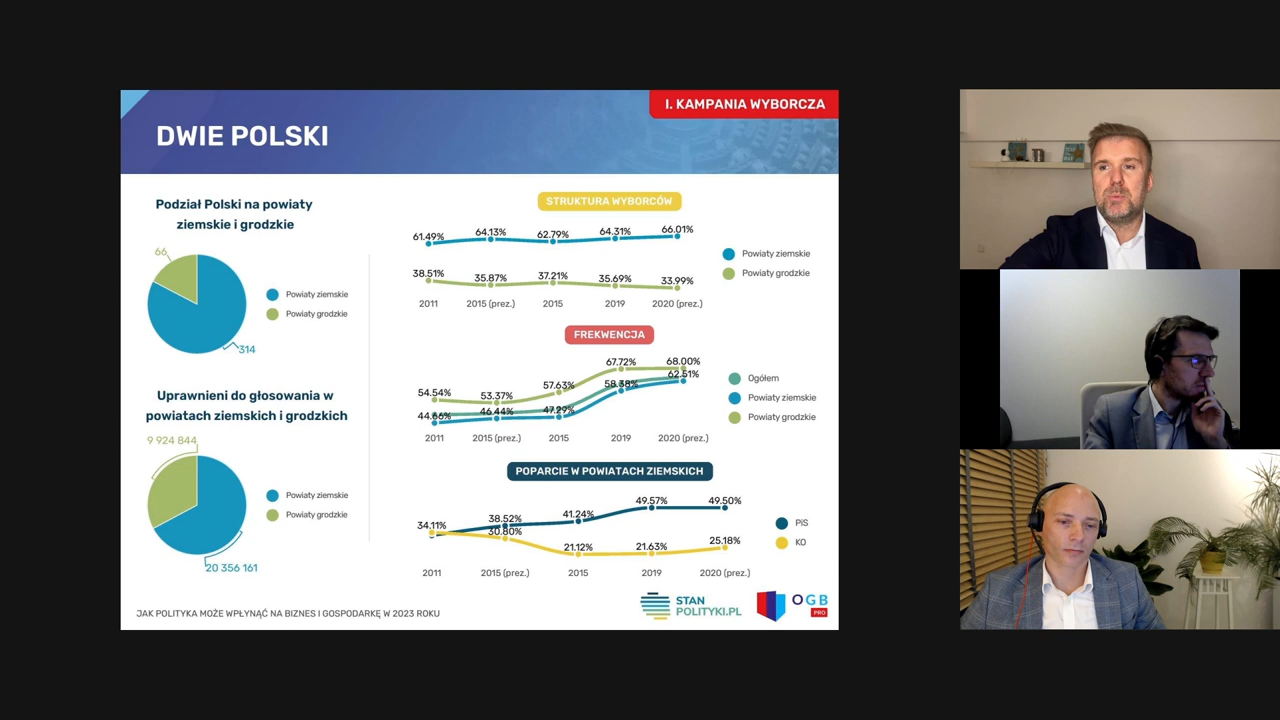 I. KAMPANIA WYBORCZA
DWIE POLSKI
Podział Polski na powiaty
ziemskie i grodzkie
66
Powiaty ziemskie
Powiaty grodzkie
314
Uprawnieni do głosowania w
powiatach ziemskich i grodzkich
9 924 844
Powiaty ziemskie
Powiaty grodzkie
20 356 161
STRUKTURA WYBORCÓW
61.49% 64.13% 62.79% 64.31% 66.01%
38.51% 35.87% 37.21% 35.69% 33.99%
2011 2015 (prez.) 2015 2019 2020 (prez.)
Powiaty ziemskie
Powiaty grodzkie
FREKWENCJA
54.54% 53.37% 57.63% 67.72% 68.00%
44.66% 46.44% 47.29% 58.38% 62.51%
2011 2015 (prez.) 2015 2019 2020 (prez.)
Ogółem
Powiaty ziemskie
Powiaty grodzkie
POPARCIE W POWIATACH ZIEMSKICH
34.11% 38.52% 41.24% 49.57% 49.50%
30.80% 21.12% 21.63% 25.18%
2011 2015 (prez.) 2015 2019 2020 (prez.)
PiS
KO
JAK POLITYKA MOŻE WPŁYNĄĆ NA BIZNES I GOSPODARKĘ W 2023 ROKU
STAN
POLITYKI.PL
OGB
PRO